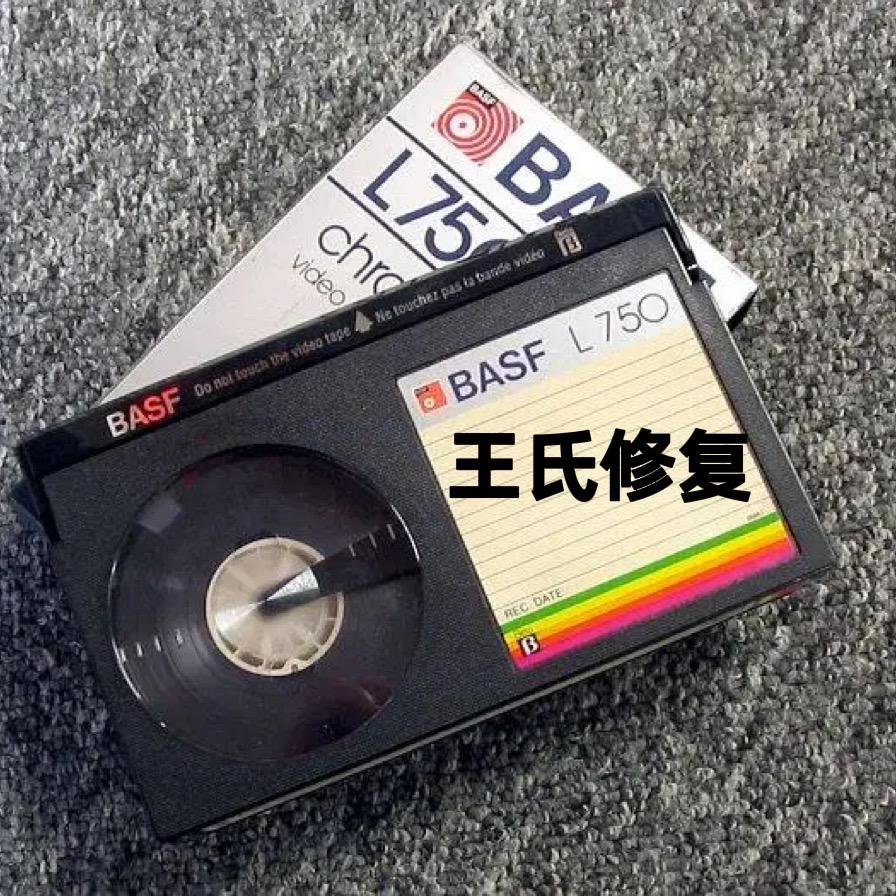 BASF
BA
L750
chro
video
Do not touch the video tape Ne touchez pas la bande vidéo
BASF
BASF L 750
王氏修复
REC DATE
B